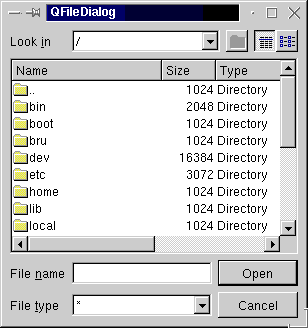 QFileDialog
Look in /
Name Size Type
.. 1024 Directory
bin 2048 Directory
boot 1024 Directory
bru 1024 Directory
dev 16384 Directory
etc 3072 Directory
home 1024 Directory
lib 1024 Directory
local 1024 Directory
File name Open
File type * Cancel